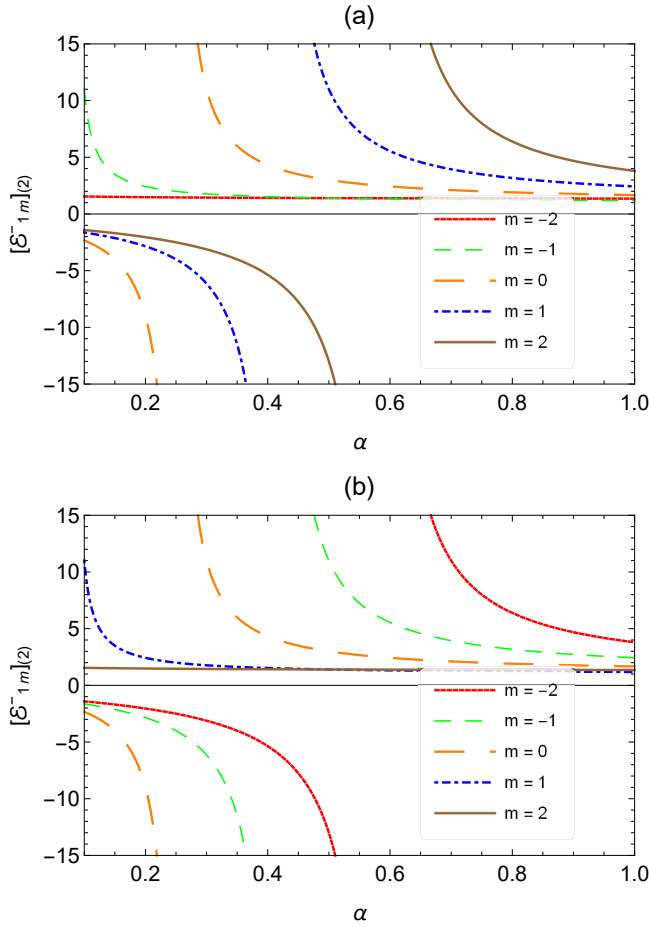 (a)
[ℰ⁻₁ ₘ]₍₂₎
15
10
5
0
−5
−10
−15
m = −2
m = −1
m = 0
m = 1
m = 2
0.2 0.4 0.6 0.8 1.0
α
(b)
[ℰ⁻₁ ₘ]₍₂₎
15
10
5
0
−5
−10
−15
m = −2
m = −1
m = 0
m = 1
m = 2
0.2 0.4 0.6 0.8 1.0
α